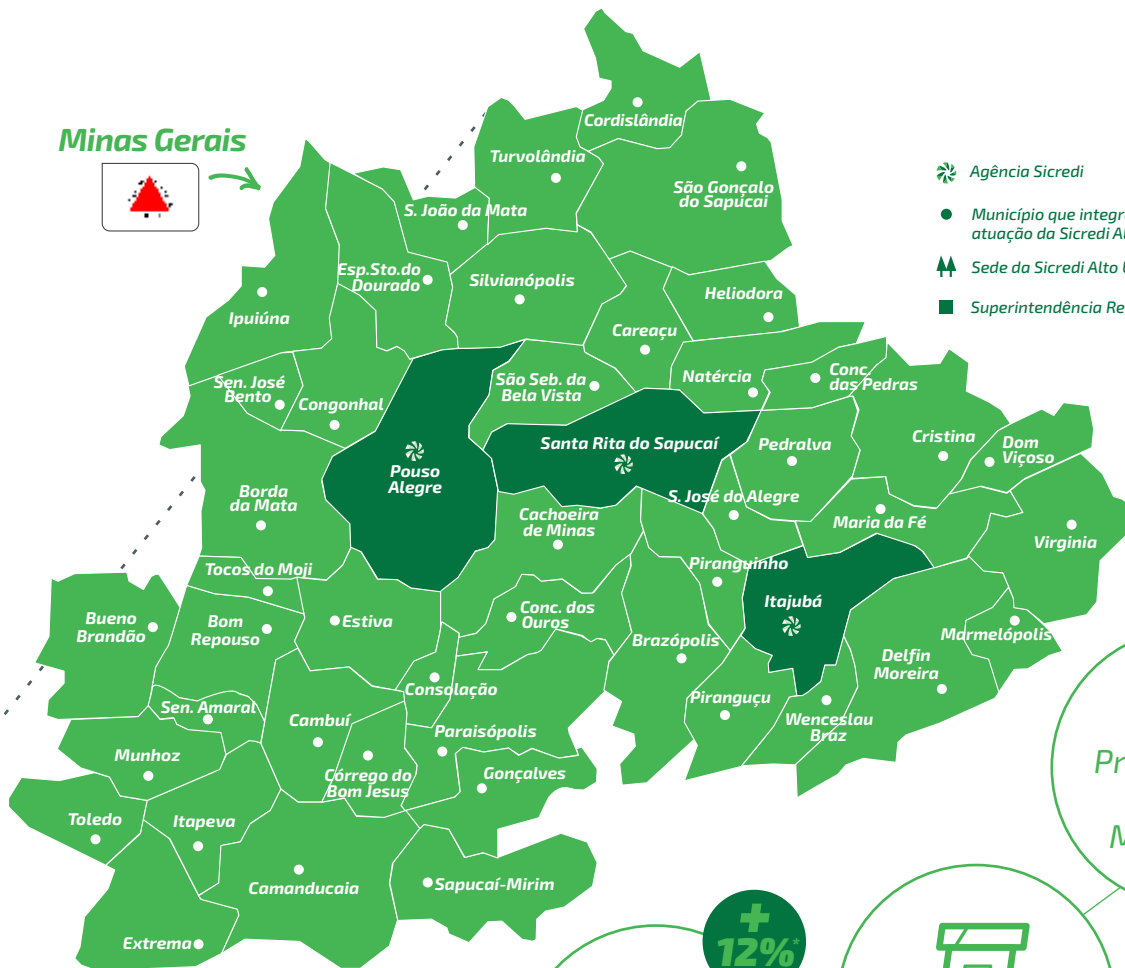 Minas Gerais
Cordislândia
Turvolândia
São Gonçalo
do Sapucai
S. João da Mata
Esp.Sto.do
Dourado
Silvianópolis
Heliodora
Ipuiúna
Careaçu
Sen. José
Bento
Congonhal
São Seb. da
Bela Vista
Natércia
Conc.
das Pedras
Pouso
Alegre
Santa Rita do Sapucaí
Pedralva
Cristina
Dom
Viçoso
Borda
da Mata
Cachoeira
de Minas
S. José do Alegre
Maria da Fé
Virginia
Tocos do Moji
Piranguinho
Itajubá
Bueno
Brandão
Bom
Repouso
Estiva
Conc. dos
Ouros
Brazópolis
Marmelópolis
Delfin
Moreira
Consolação
Sen. Amaral
Cambuí
Piranguçu
Wenceslau
Bráz
Munhoz
Paraisópolis
Córrego do
Bom Jesus
Gonçalves
Toledo
Itapeva
Camanducaia
Sapucaí-Mirim
Extrema
Agência Sicredi
Município que integr
atuação da Sicredi Al
Sede da Sicredi Alto
Superintendência Re
Pr
M
+
12%*